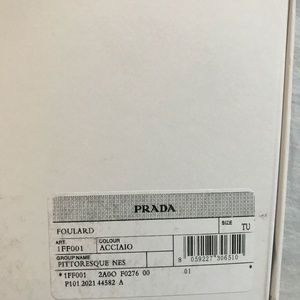 PRADA
FOULARD SIZE TU
ART. COLOUR
1FF001 ACCIAIO
GROUP NAME
PITTORESQUE NES 8 059227 306510
*1FF001 2A0O F0276 00 01
P101 2021 44582 A